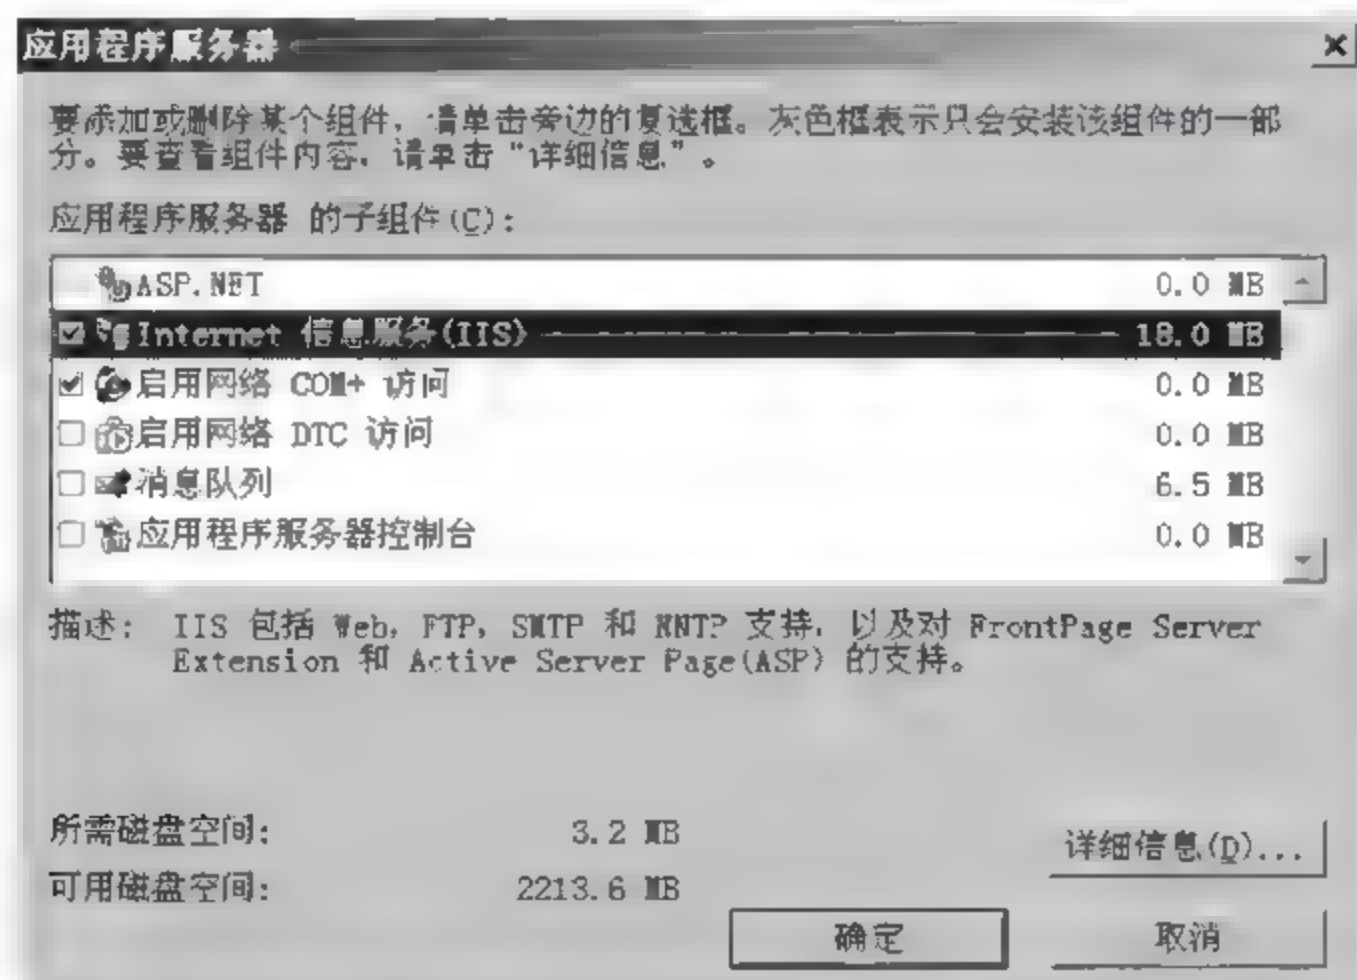 应用程序服务器
要添加或删除某个组件，请单击旁边的复选框。灰色框表示只会安装该组件的一部
分。要查看组件内容，请单击"详细信息"。
应用程序服务器 的子组件(C):
ASP.NET 0.0 MB
Internet 信息服务(IIS) 18.0 MB
启用网络 COM+ 访问 0.0 MB
启用网络 DTC 访问 0.0 MB
消息队列 6.5 MB
应用程序服务器控制台 0.0 MB
描述: IIS 包括 Web, FTP, SMTP 和 NNTP 支持, 以及对 FrontPage Server
Extension 和 Active Server Page(ASP) 的支持。
所需磁盘空间: 3.2 MB
详细信息(D)...
可用磁盘空间: 2213.6 MB
确定 取消